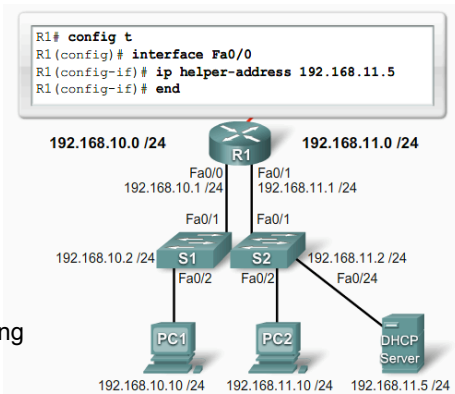 R1# config t
R1(config)# interface Fa0/0
R1(config-if)# ip helper-address 192.168.11.5
R1(config-if)# end
192.168.10.0 /24 192.168.11.0 /24
R1
Fa0/0 Fa0/1
192.168.10.1 /24 192.168.11.1 /24
Fa0/1 Fa0/1
192.168.10.2 /24 S1 S2 192.168.11.2 /24
Fa0/2 Fa0/2 Fa0/24
ng
PC1 PC2 DHCP
Server
192.168.10.10 /24 192.168.11.10 /24 192.168.11.5 /24